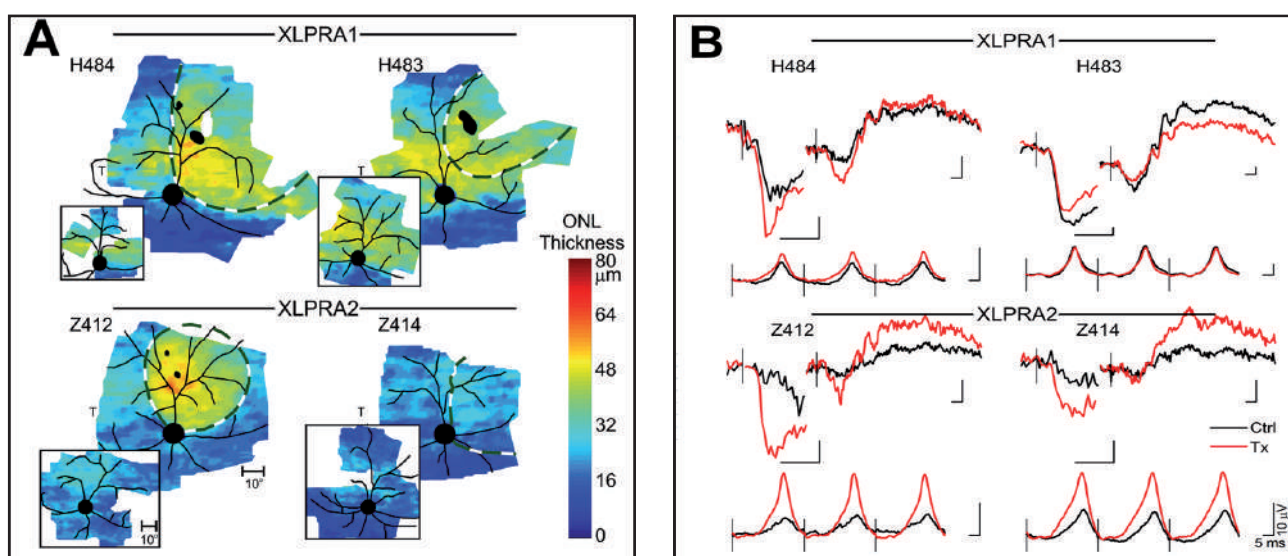 A
XLPRA1
H484
H483
T
T
ONL
Thickness
80
μm
64
48
32
16
0
XLPRA2
Z412
Z414
T
T
10°
10°
B
XLPRA1
H484
H483
XLPRA2
Z412
Z414
Ctrl
Tx
10 μV
5 ms